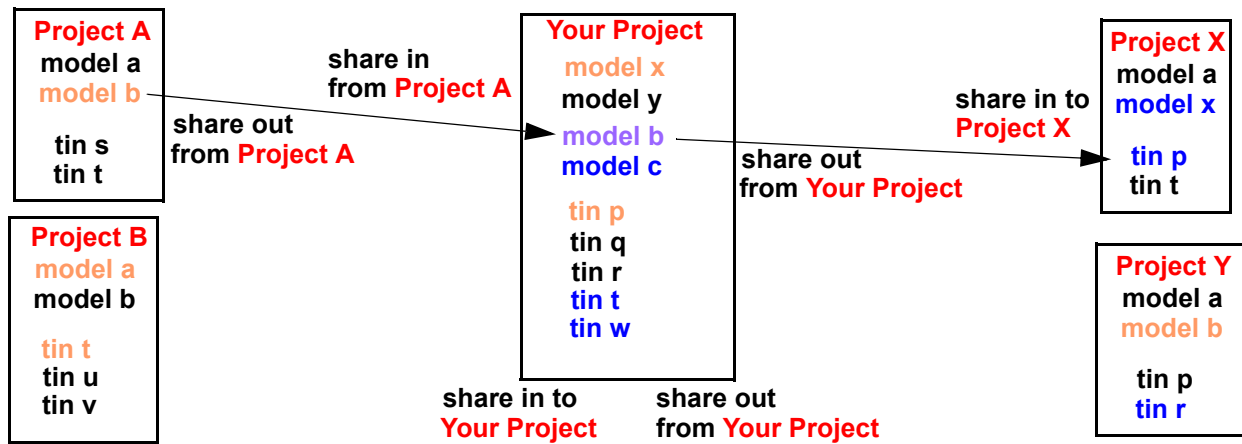 Project A
model a
model b
tin s
tin t
share in
from Project A
share out
from Project A
Project B
model a
model b
tin t
tin u
tin v
Your Project
model x
model y
model b
model c
tin p
tin q
tin r
tin t
tin w
share in to
Your Project
share out
from Your Project
share out
from Your Project
share in to
Project X
Project X
model a
model x
tin p
tin t
Project Y
model a
model b
tin p
tin r